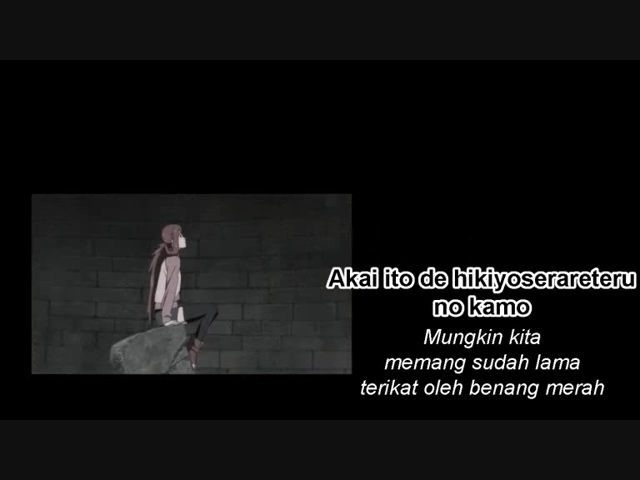 Akai ito de hikiyoserareteru
no kamo
Mungkin kita
memang sudah lama
terikat oleh benang merah